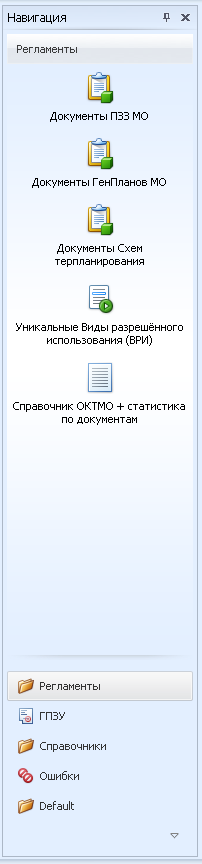 Навигация
Регламенты
Документы ПЗЗ МО
Документы ГенПланов МО
Документы Схем
терпланирования
Уникальные Виды разрешённого
использования (ВРИ)
Справочник ОКТМО + статистика
по документам
Регламенты
ГПЗУ
Справочники
Ошибки
Default